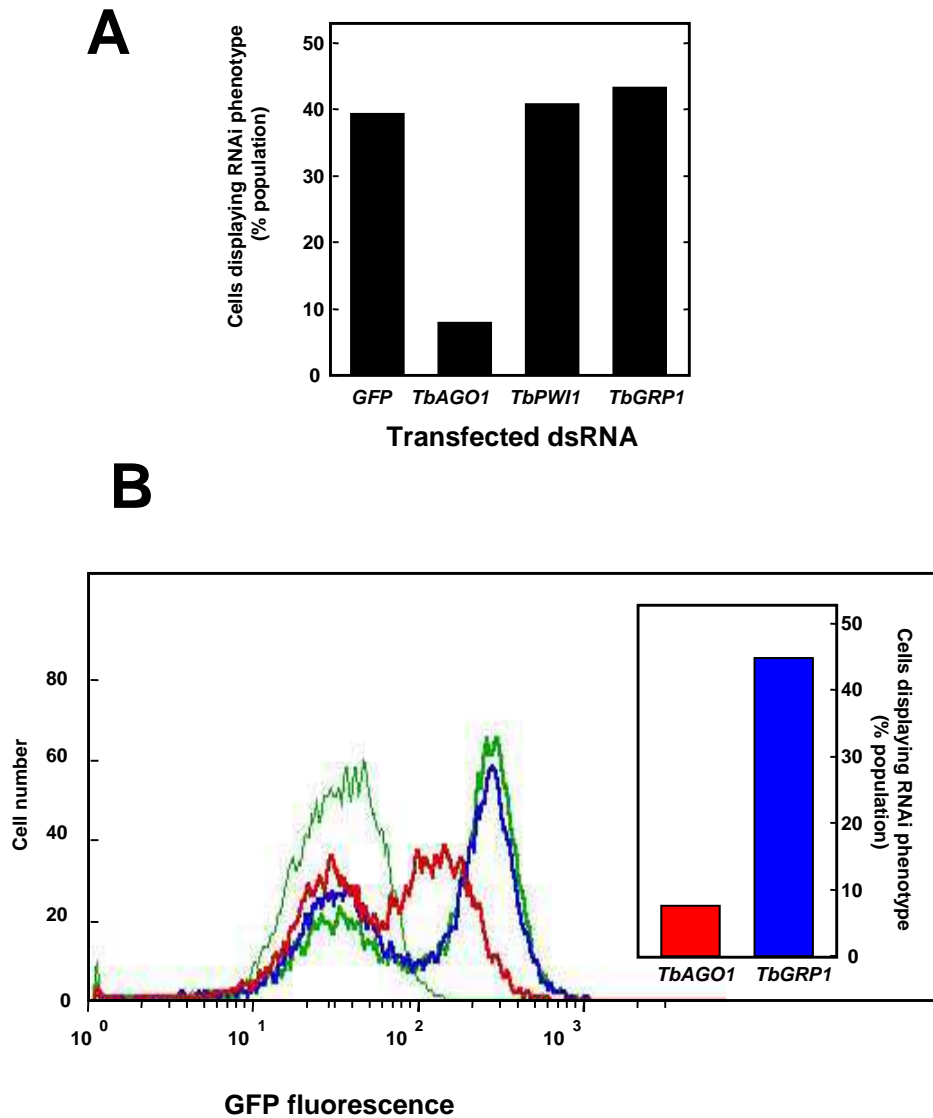 A
Cells displaying RNAi phenotype
(% population)
50
40
30
20
10
0
GFP TbAGO1 TbPWI1 TbGRP1
Transfected dsRNA
B
Cell number
80
60
40
20
0
10 0 10 1 10 2 10 3
GFP fluorescence
50
40
30
20
10
0
Cells displaying RNAi phenotype
(% population)
TbAGO1 TbGRP1